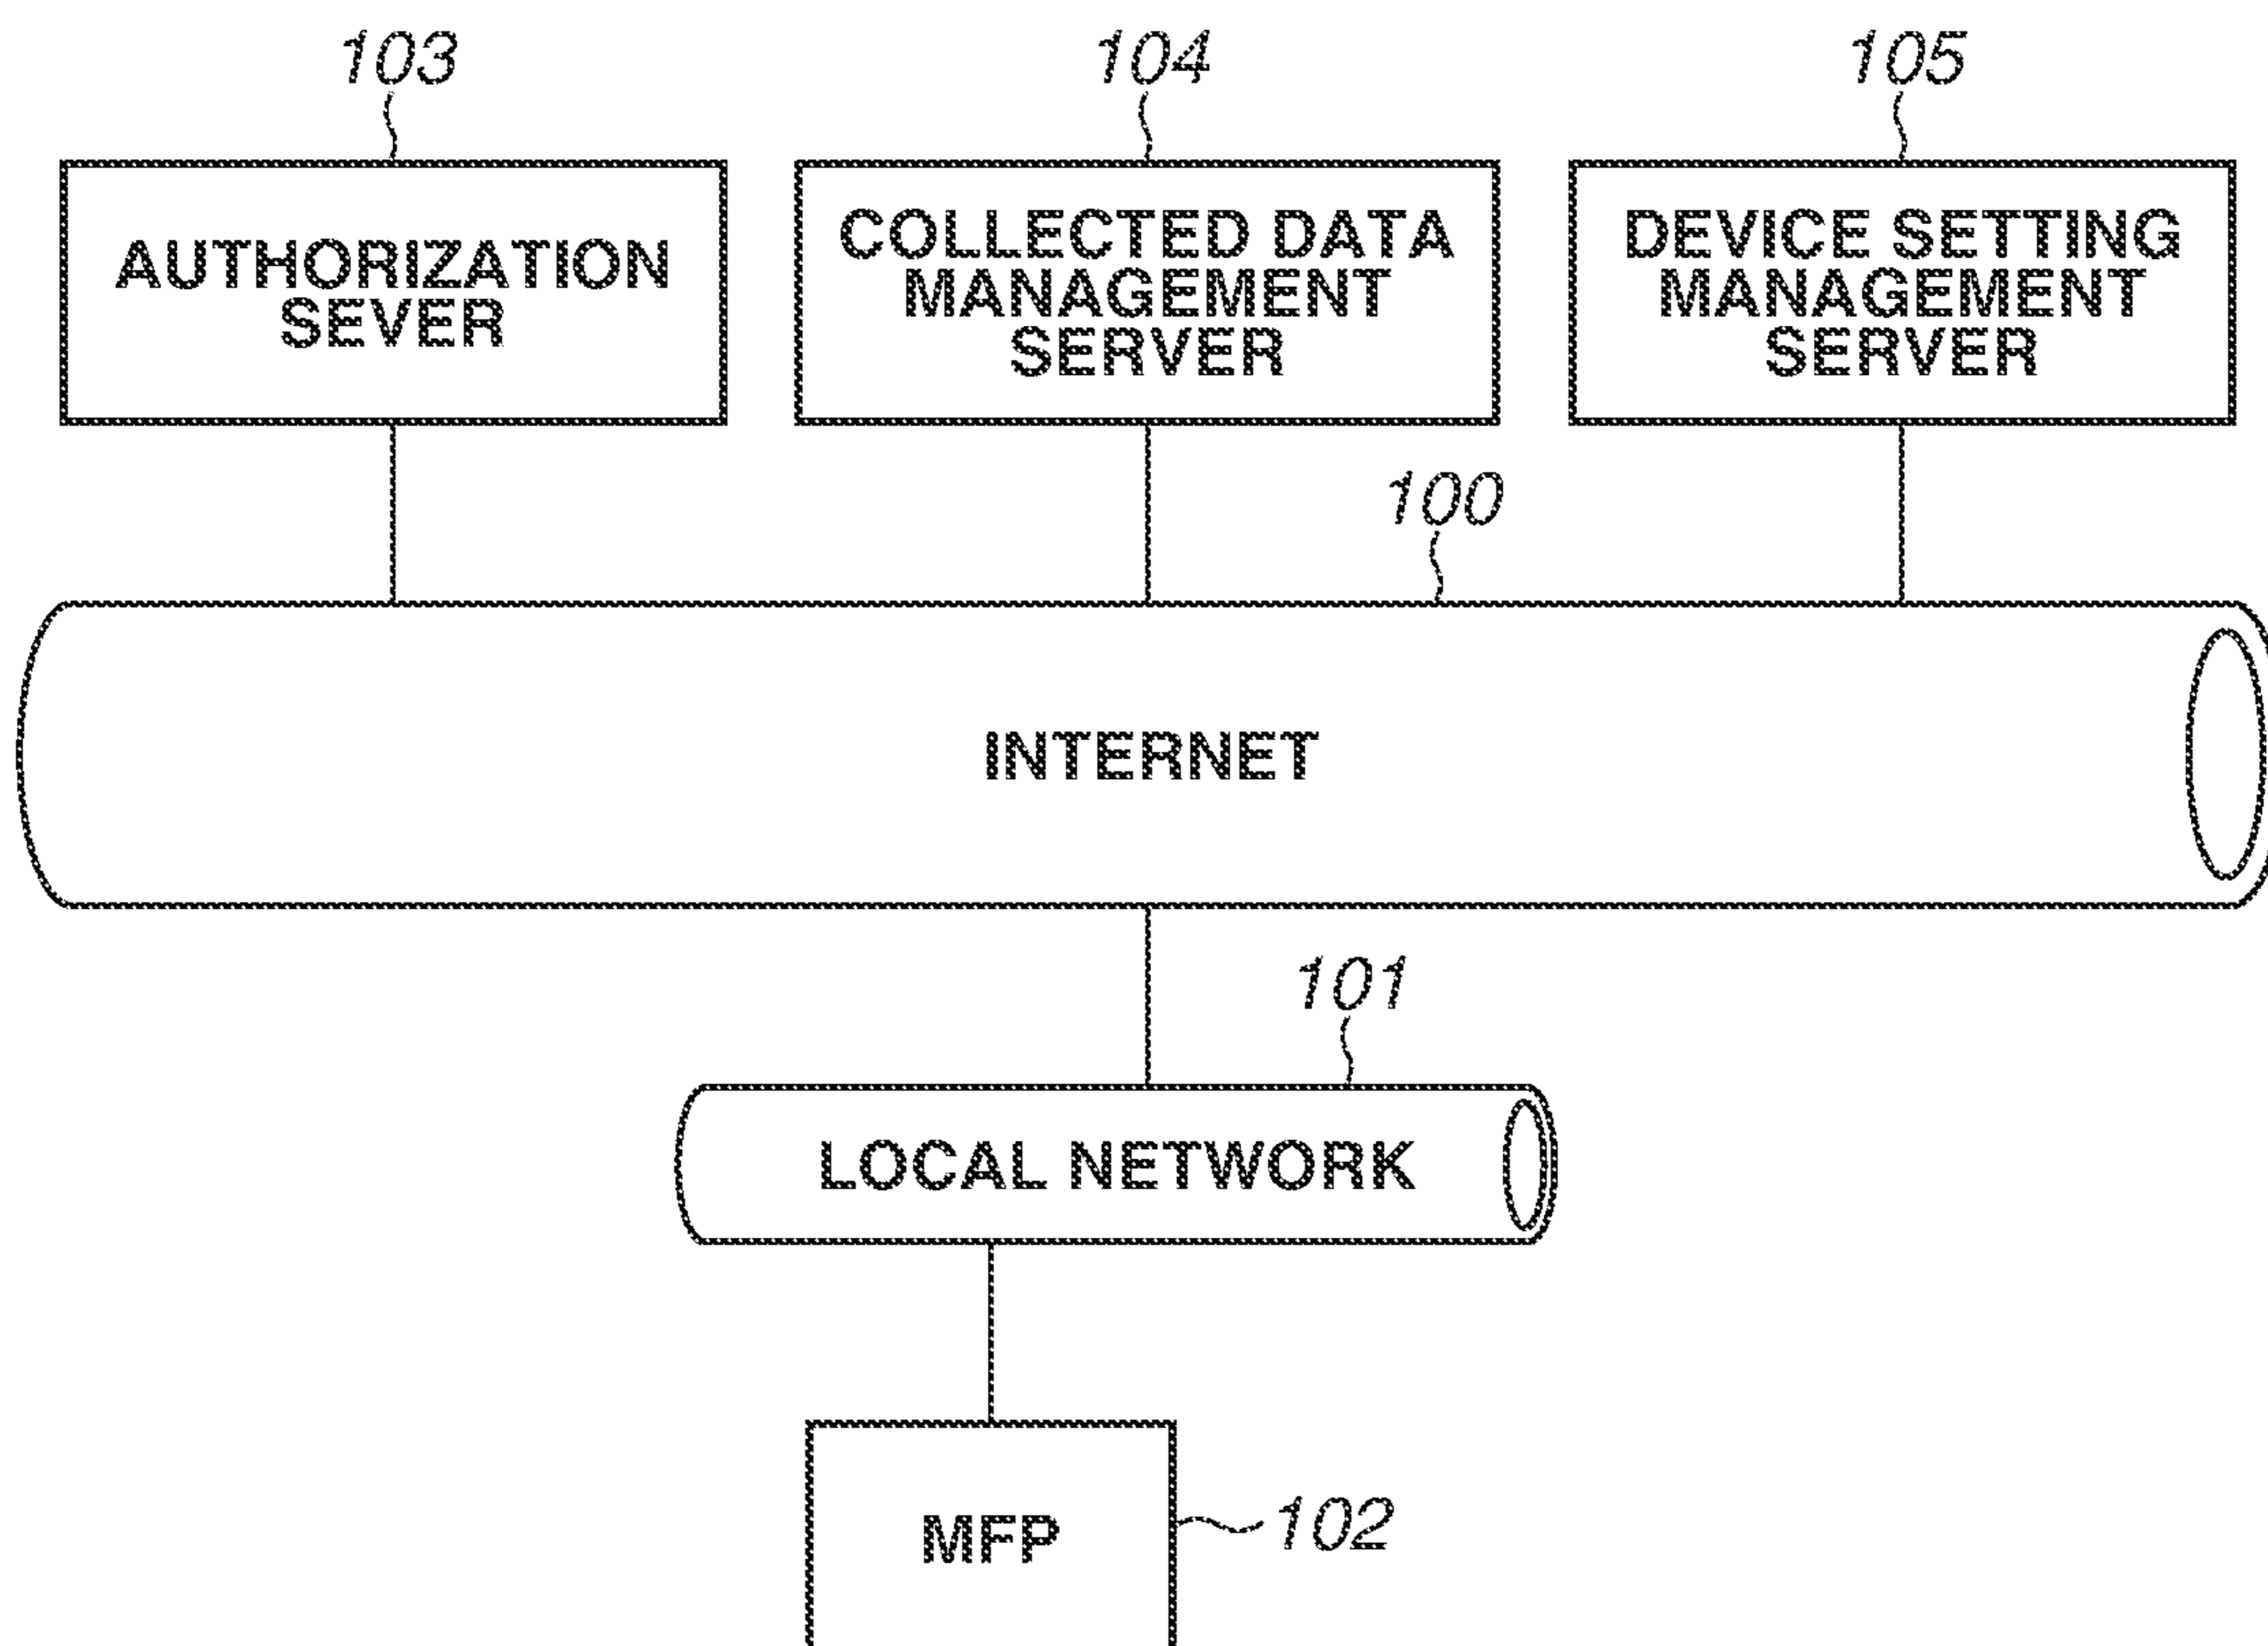 103
104
105
AUTHORIZATION
SEVER
COLLECTED DATA
MANAGEMENT
SERVER
DEVICE SETTING
MANAGEMENT
SERVER
100
INTERNET
101
LOCAL NETWORK
MFP
102